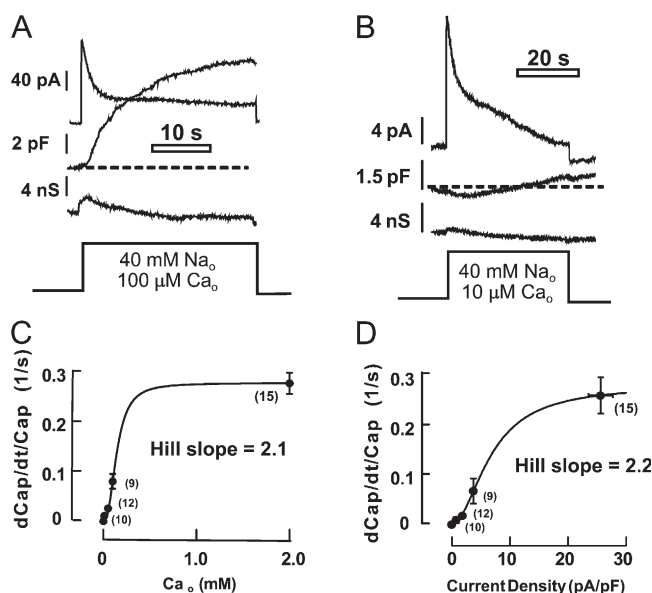 A
40 pA
2 pF
10 s
4 nS
40 mM Nao
100 µM Cao
B
20 s
4 pA
1.5 pF
4 nS
40 mM Nao
10 µM Cao
C
dCap/dt/Cap (1/s)
0.3
0.2
0.1
0
(15)
Hill slope = 2.1
(9)
(12)
(10)
0 1.0 2.0
Cao (mM)
D
dCap/dt/Cap (1/s)
0.3
0.2
0.1
0
(15)
Hill slope = 2.2
(9)
(12)
(10)
0 10 20 30
Current Density (pA/pF)